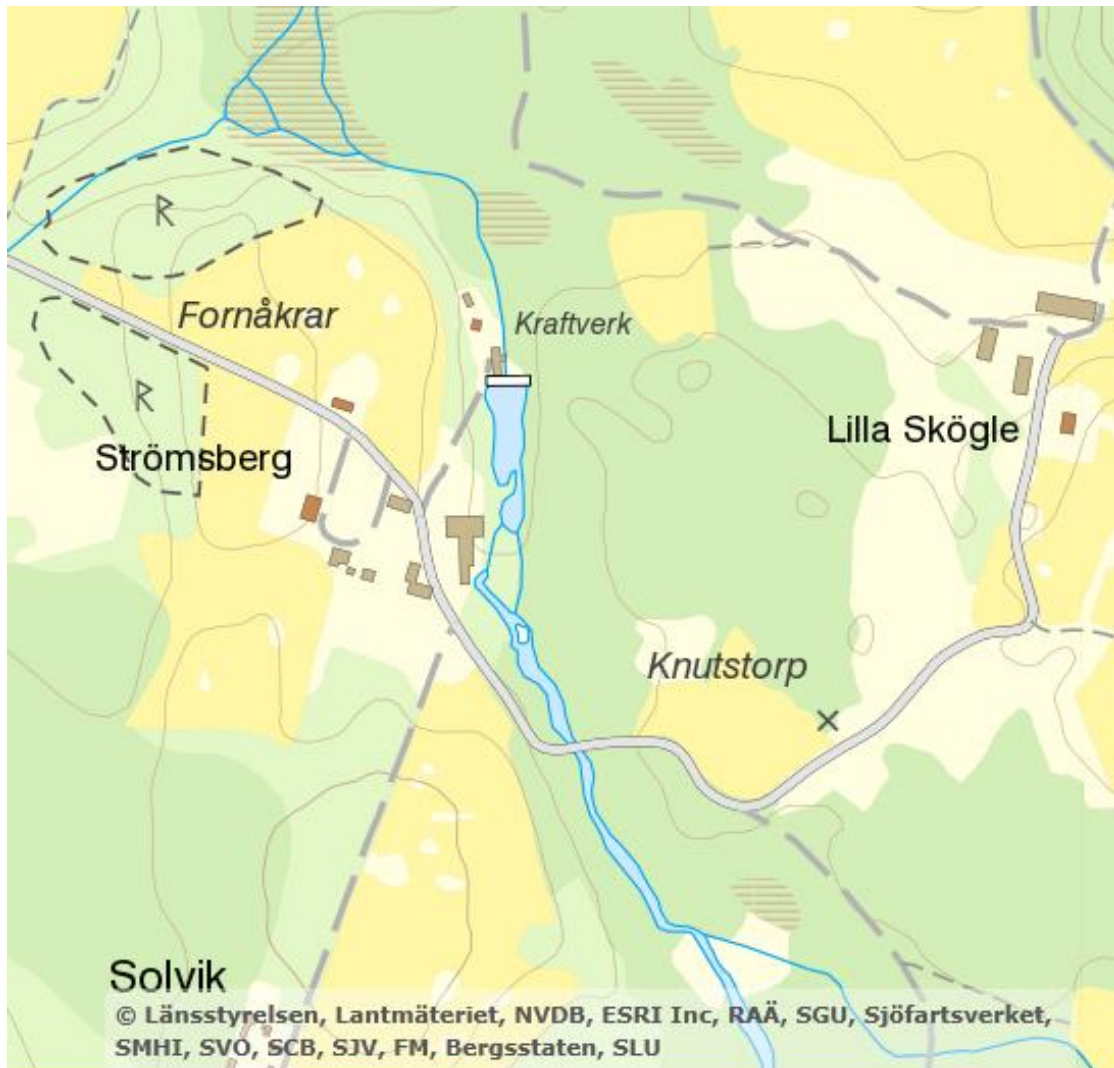 Fornåkrar
Kraftverk
Strömsberg
Lilla Skögle
Knutstorp
Solvik
© Länsstyrelsen, Lantmäteriet, NVDB, ESRI Inc, RAÄ, SGU, Sjöfartsverket,
SMHI, SVO, SCB, SJV, FM, Bergsstaten, SLU